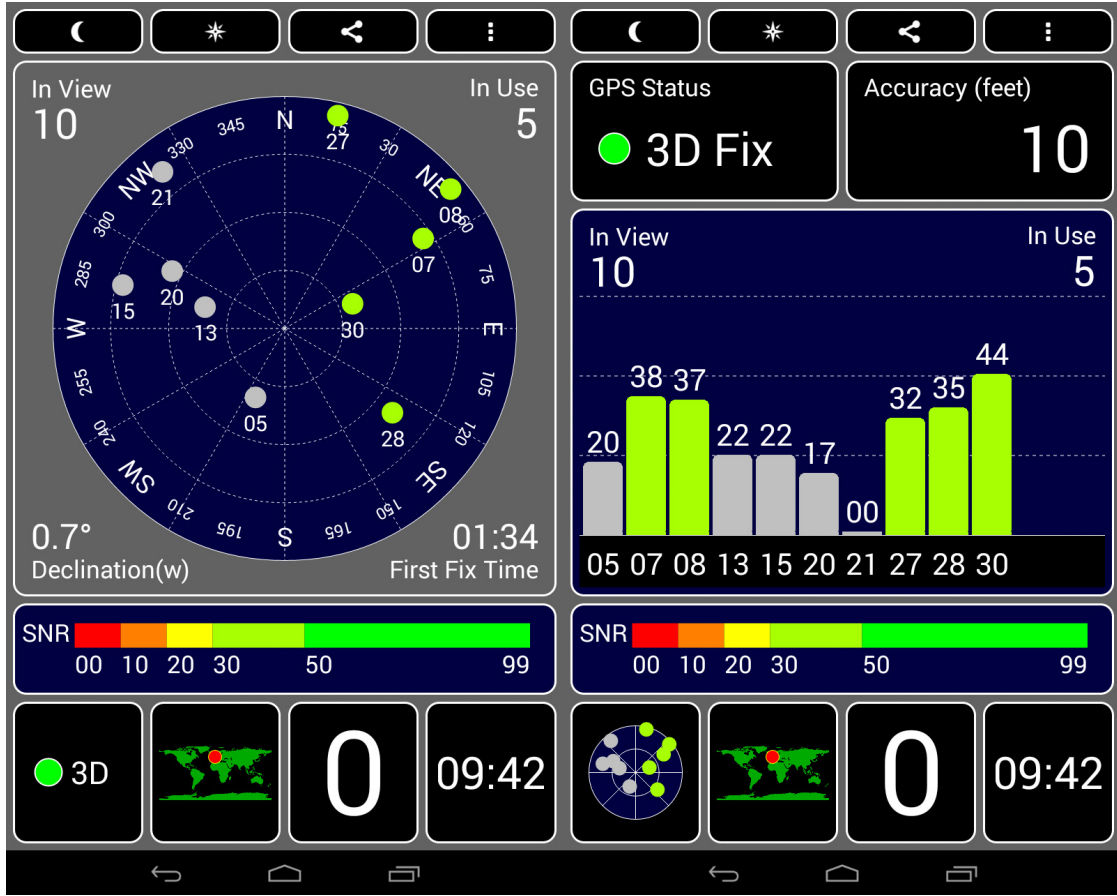 In View
10
In Use
5
N
15
27
30
NE
08
60
07
75
E
30
105
120
28
SE
150
165
S
195
210
SW
240
255
W
285
300
NW
330
345
21
15
20
13
05
0.7°
Declination(w)
01:34
First Fix Time
SNR
00 10 20 30 50 99
3D
0
09:42
GPS Status
3D Fix
Accuracy (feet)
10
In View
10
In Use
5
20 38 37 22 22 17 00 32 35 44
05 07 08 13 15 20 21 27 28 30
SNR
00 10 20 30 50 99
0
09:42